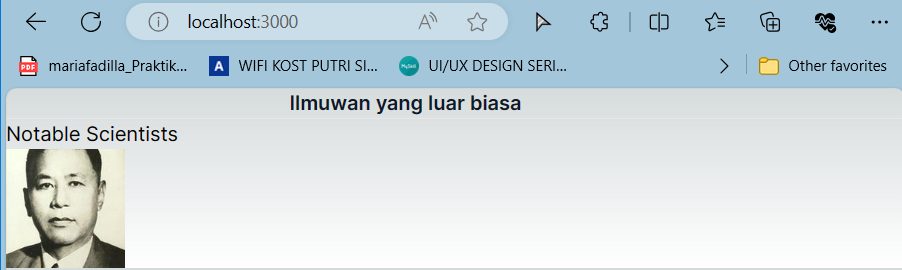 localhost:3000
mariafadilla_Praktik...
WIFI KOST PUTRI SI...
UI/UX DESIGN SERI...
Other favorites
Ilmuwan yang luar biasa
Notable Scientists